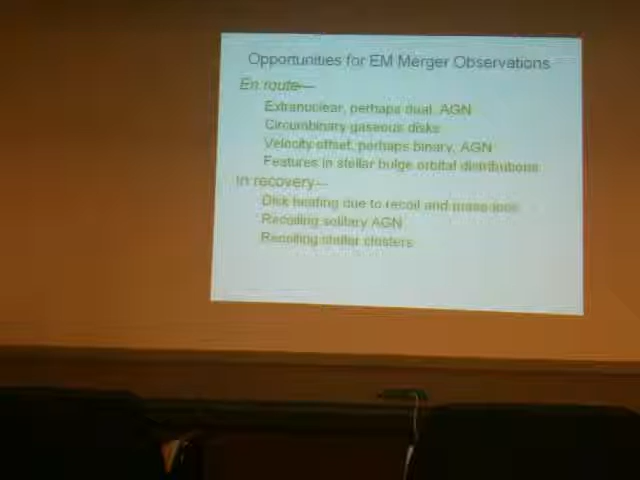 Opportunities for EM Merger Observations
En route—
Extranuclear, perhaps dual, AGN
Circumbinary gaseous disks
Velocity offset, perhaps binary, AGN
Features in stellar bulge orbital distributions
In recovery—
Disk heating due to recoil and mass loss
Recoiling solitary AGN
Recoiling stellar clusters